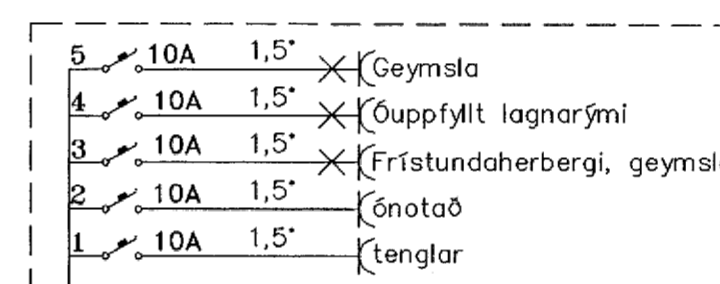 5 10A 1,5• Geymsla
4 10A 1,5• Óuppfyllt lagnarými
3 10A 1,5• Frístundaherbergi,
2 10A 1,5• ónotað
1 10A 1,5• tenglar